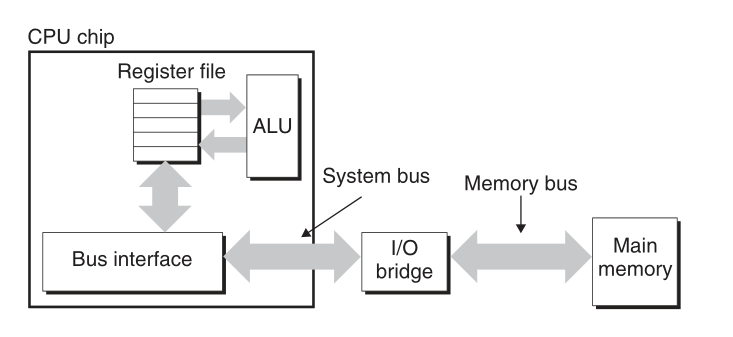 CPU chip
Register file
ALU
System bus
Memory bus
Bus interface
I/O
bridge
Main
memory